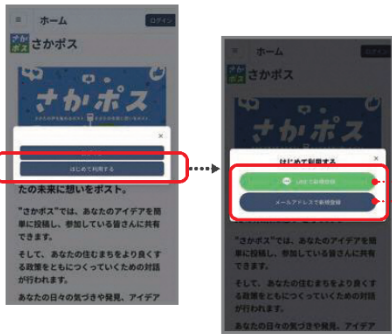 ホーム
ログイン
さかポス
さかポス
さかポス
×
はじめて利用する
たの未来に想いをポスト。
"さかポス"では、あなたのアイデアを簡
単に投稿し、参加している皆さんに共有
できます。
そして、あなたの住むまちをより良くす
る政策をともにつくっていくための対話
が行われます。
あなたの日々の気づきや発見、アイデア
ホーム
ログイン
さかポス
さかポス
さかポス
×
はじめて利用する
LINEで新規登録
メールアドレスで新規登録
"さかポス"では、あなたのアイデアを簡
単に投稿し、参加している皆さんに共有
できます。
そして、あなたの住むまちをより良くす
る政策をともにつくっていくための対話
が行われます。
あなたの日々の気づきや発見、アイデア